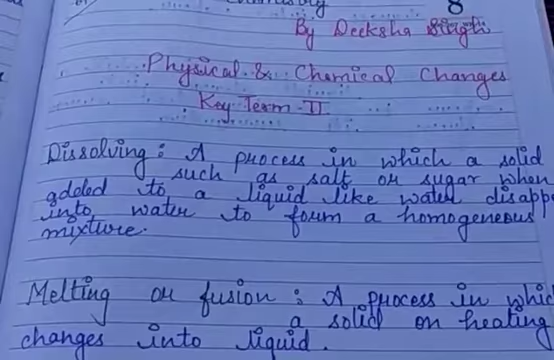 8
By Deeksha Singh
Physical & Chemical Changes
Key Term-II
Dissolving : A process in which a solid
such as salt or sugar when
added to a liquid like water
into water to form a homogeneous
mixture.
Melting or fusion : A process in
a solid on heating
changes into liquid.